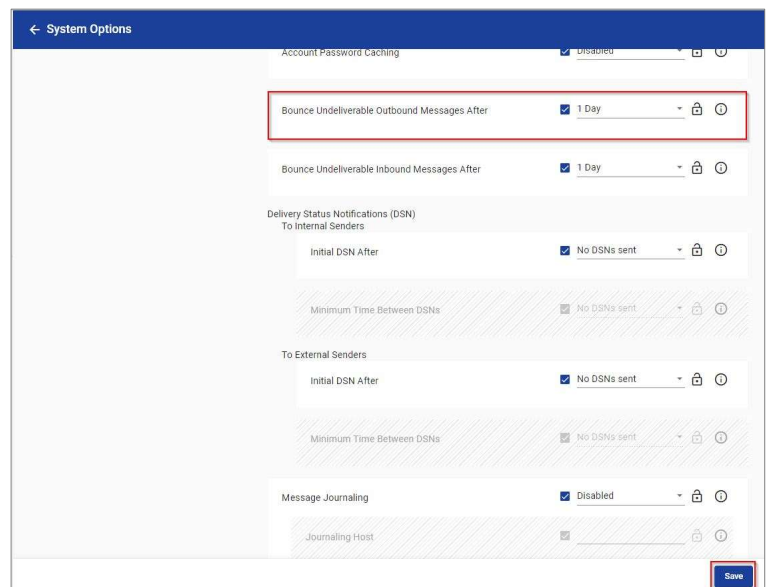 ← System Options
Account Password Caching Disabled
Bounce Undeliverable Outbound Messages After 1 Day
Bounce Undeliverable Inbound Messages After 1 Day
Delivery Status Notifications (DSN)
To Internal Senders
Initial DSN After No DSNs sent
Minimum Time Between DSNs No DSNs sent
To External Senders
Initial DSN After No DSNs sent
Minimum Time Between DSNs No DSNs sent
Message Journaling Disabled
Journaling Host
Save